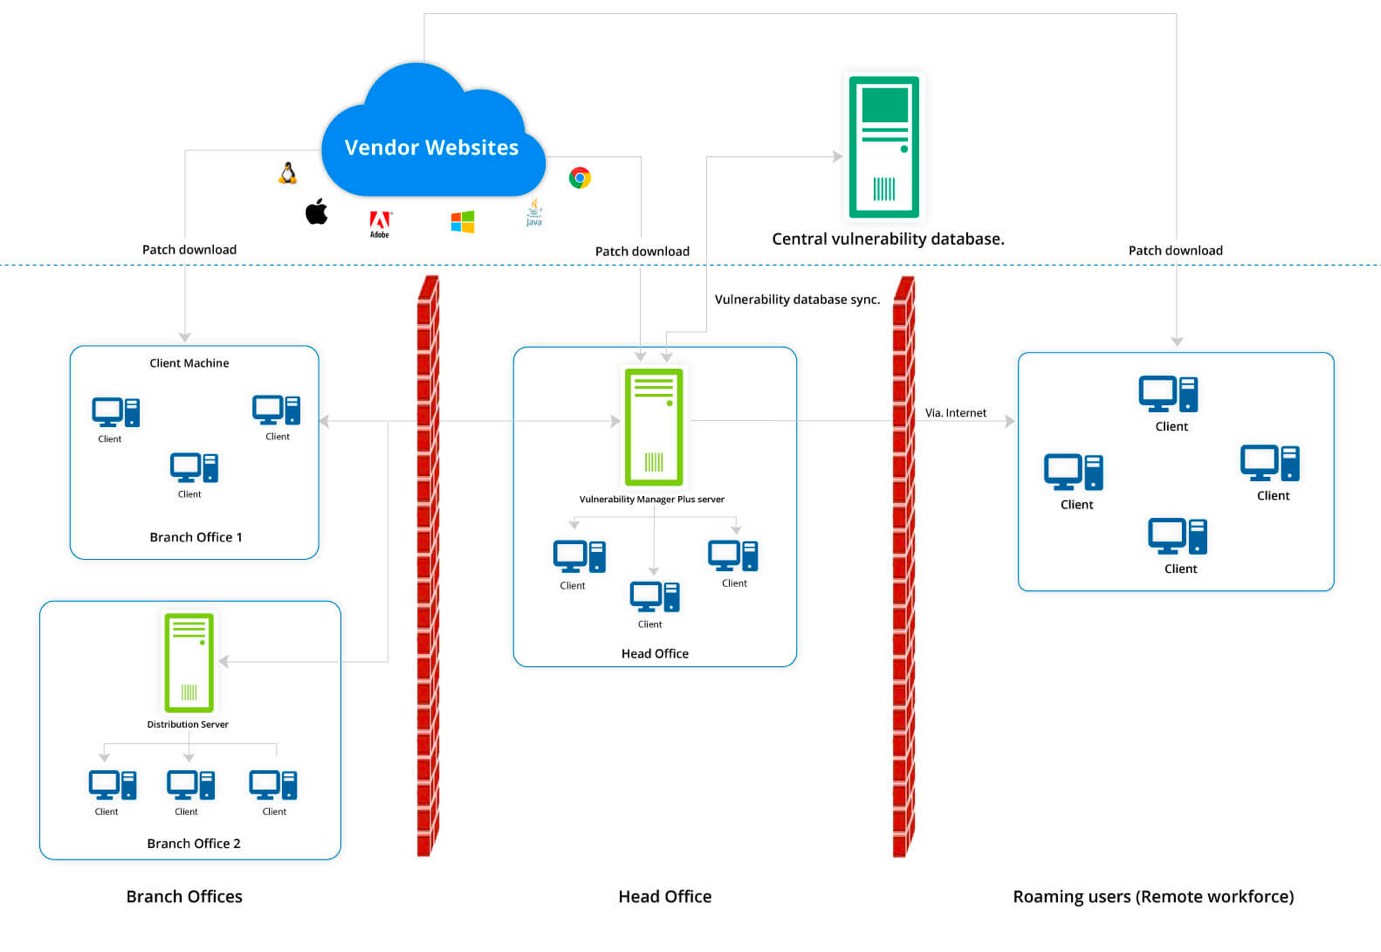 Vendor Websites
Adobe
Java
Central vulnerability database.
Patch download
Patch download
Patch download
Vulnerability database sync.
Client Machine
Client
Client
Client
Branch Office 1
Vulnerability Manager Plus server
Client
Client
Client
Head Office
Via. Internet
Client
Client
Client
Client
Distribution Server
Client
Client
Client
Branch Office 2
Branch Offices
Head Office
Roaming users (Remote workforce)